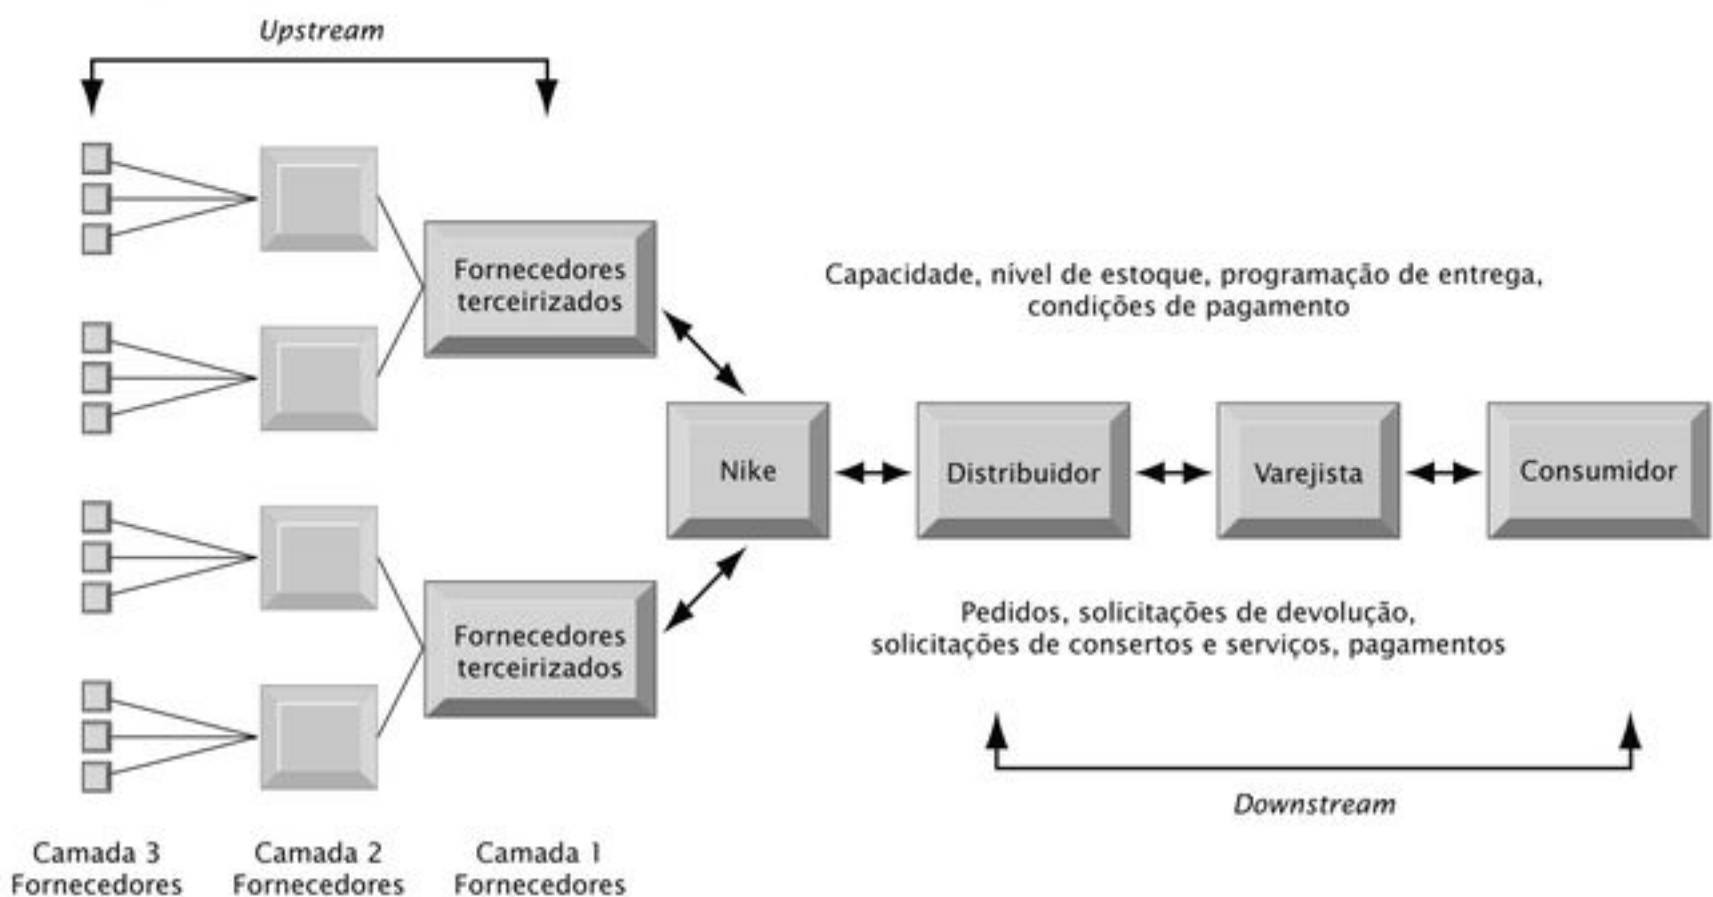 Upstream
Fornecedores
terceirizados
Capacidade, nível de estoque, programação de entrega,
condições de pagamento
Nike
Distribuidor
Varejista
Consumidor
Fornecedores
terceirizados
Pedidos, solicitações de devolução,
solicitações de consertos e serviços, pagamentos
Downstream
Camada 3
Fornecedores
Camada 2
Fornecedores
Camada 1
Fornecedores